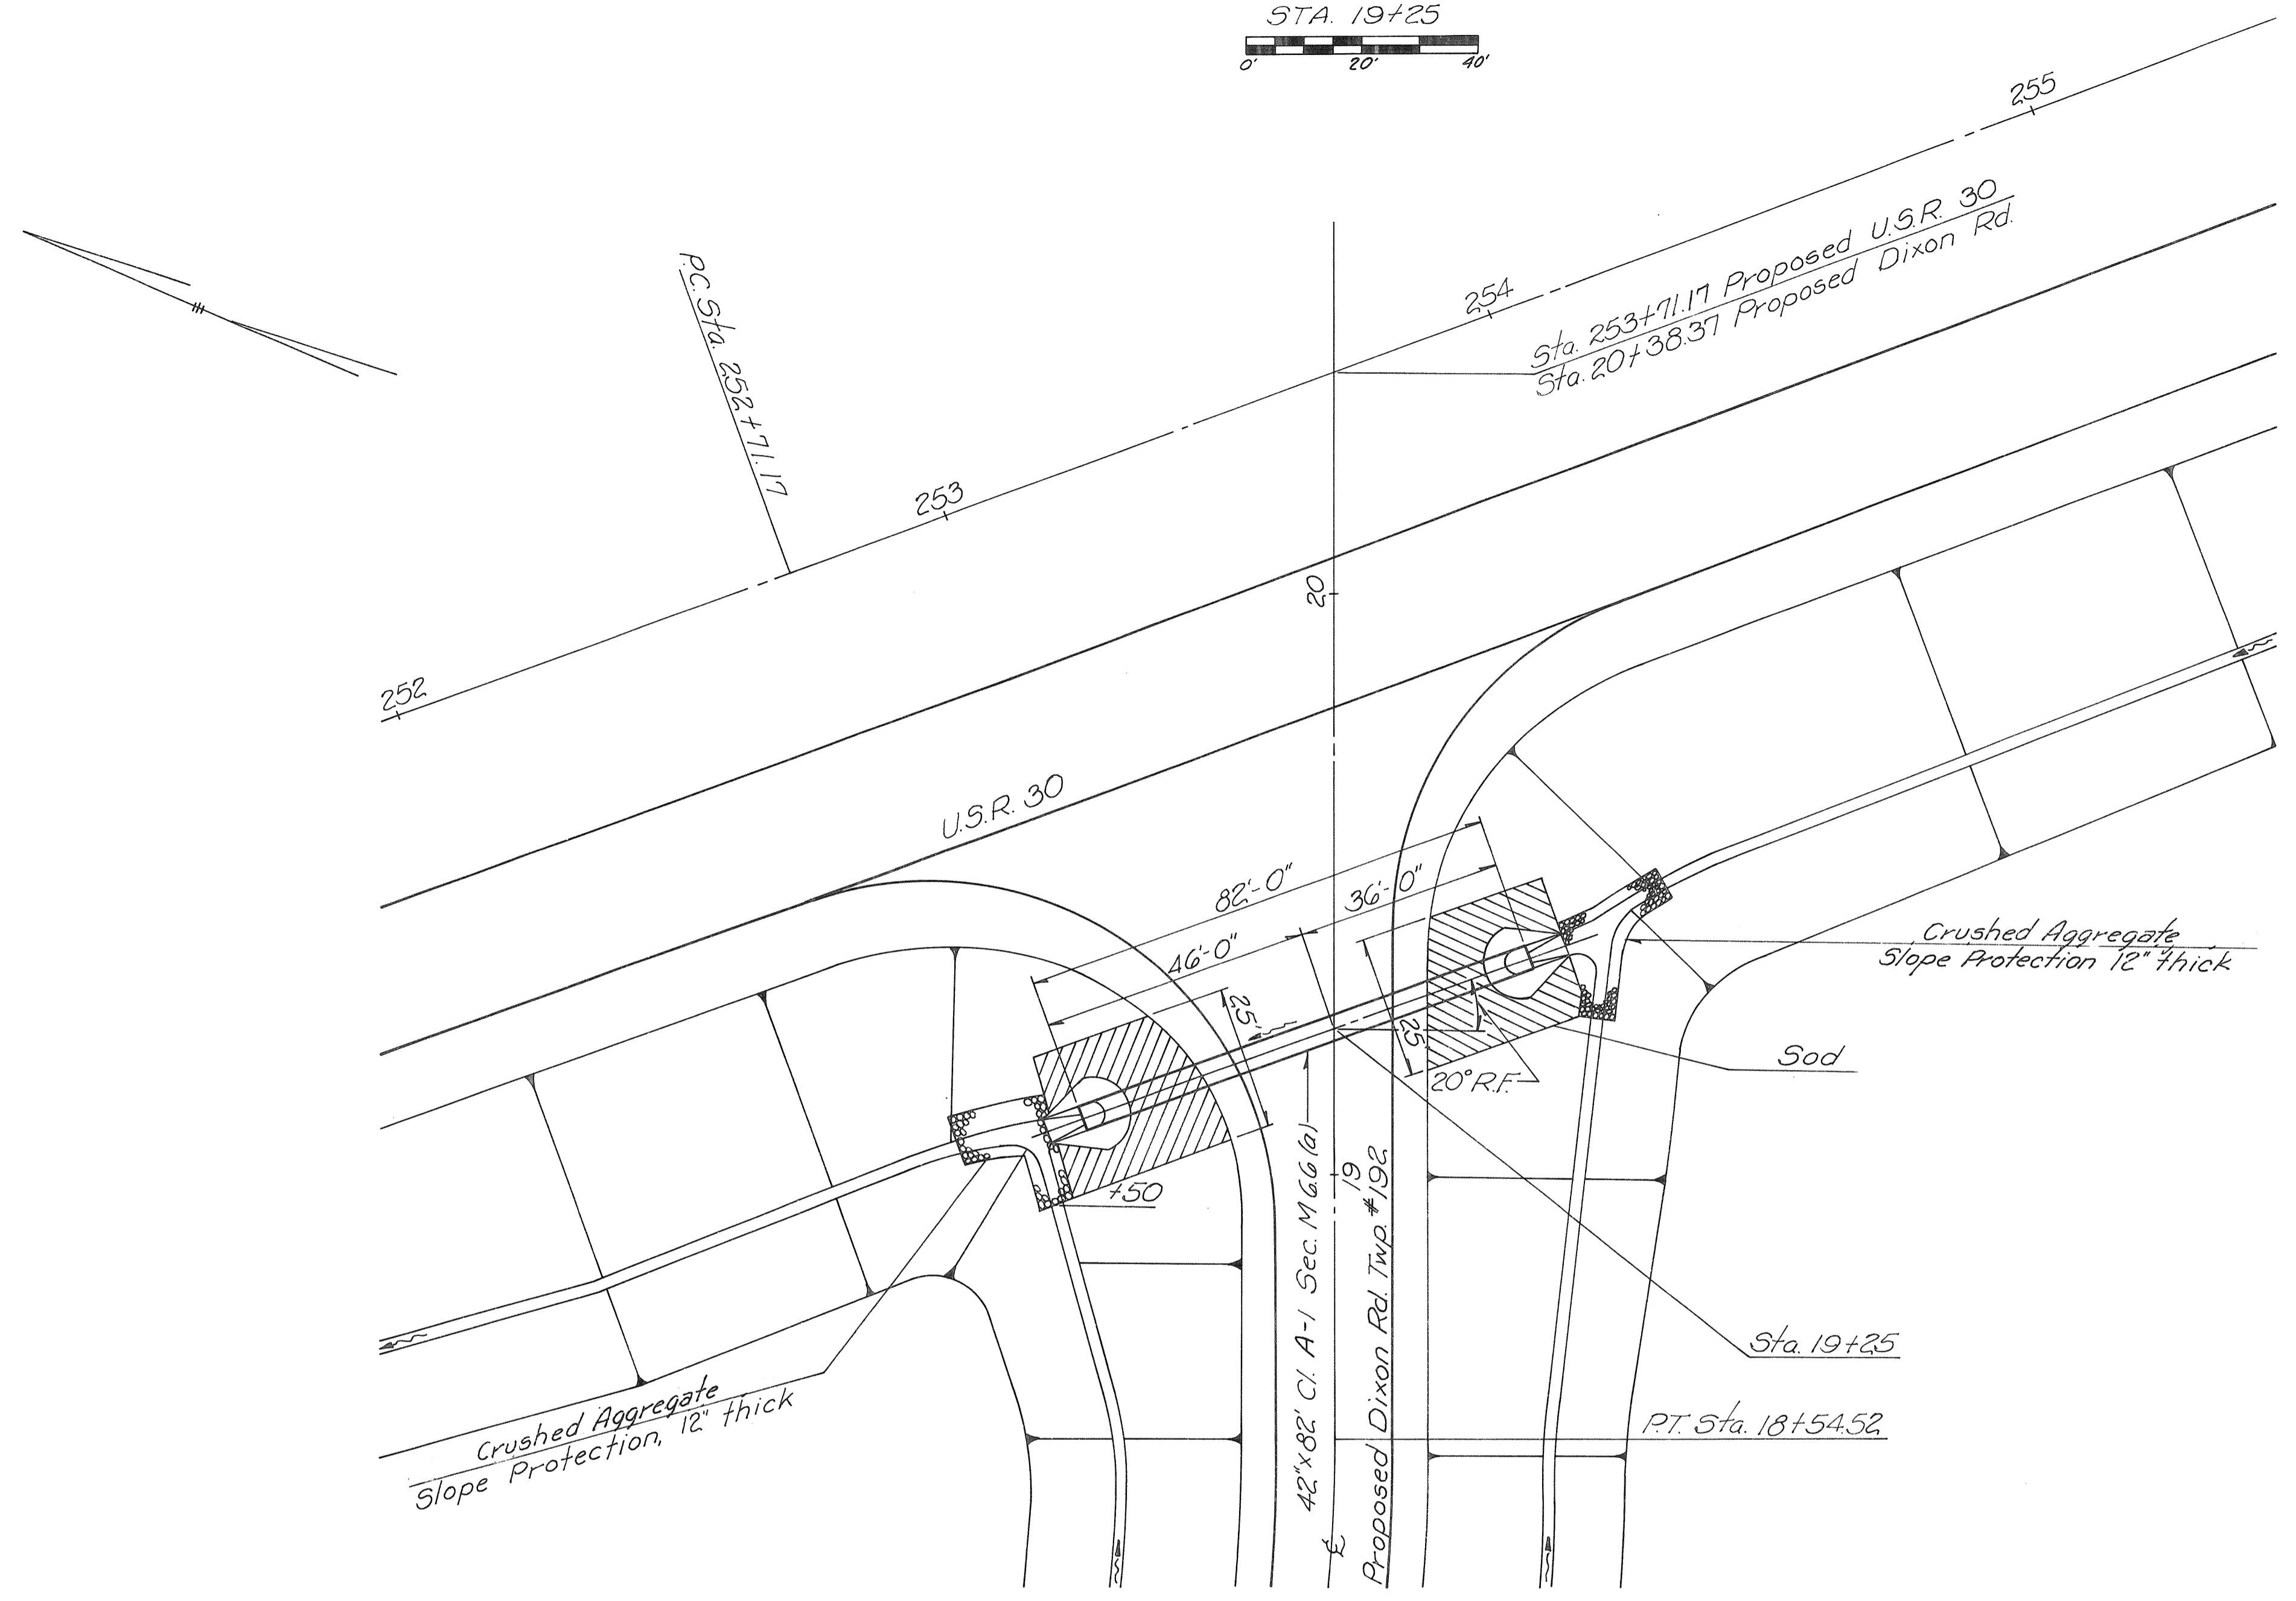 STA. 19+25
0' 20' 40'
255
Sta. 253+71.17 Proposed U.S.R. 30
Sta. 20+38.37 Proposed Dixon Rd.
254
P.C. Sta. 252+71.17
253
252
20
U.S.R. 30
82'-0"
36'-0"
46'-0"
25'
25'
Crushed Aggregate
Slope Protection 12" thick
Sod
20° R.F.
+50
19
42"x82' Cl. A-1 Sec. M 6.6(a)
Proposed Dixon Rd. Twp. #192
Sta. 19+25
P.T. Sta. 18+54.52
Crushed Aggregate
Slope Protection, 12" thick
℄